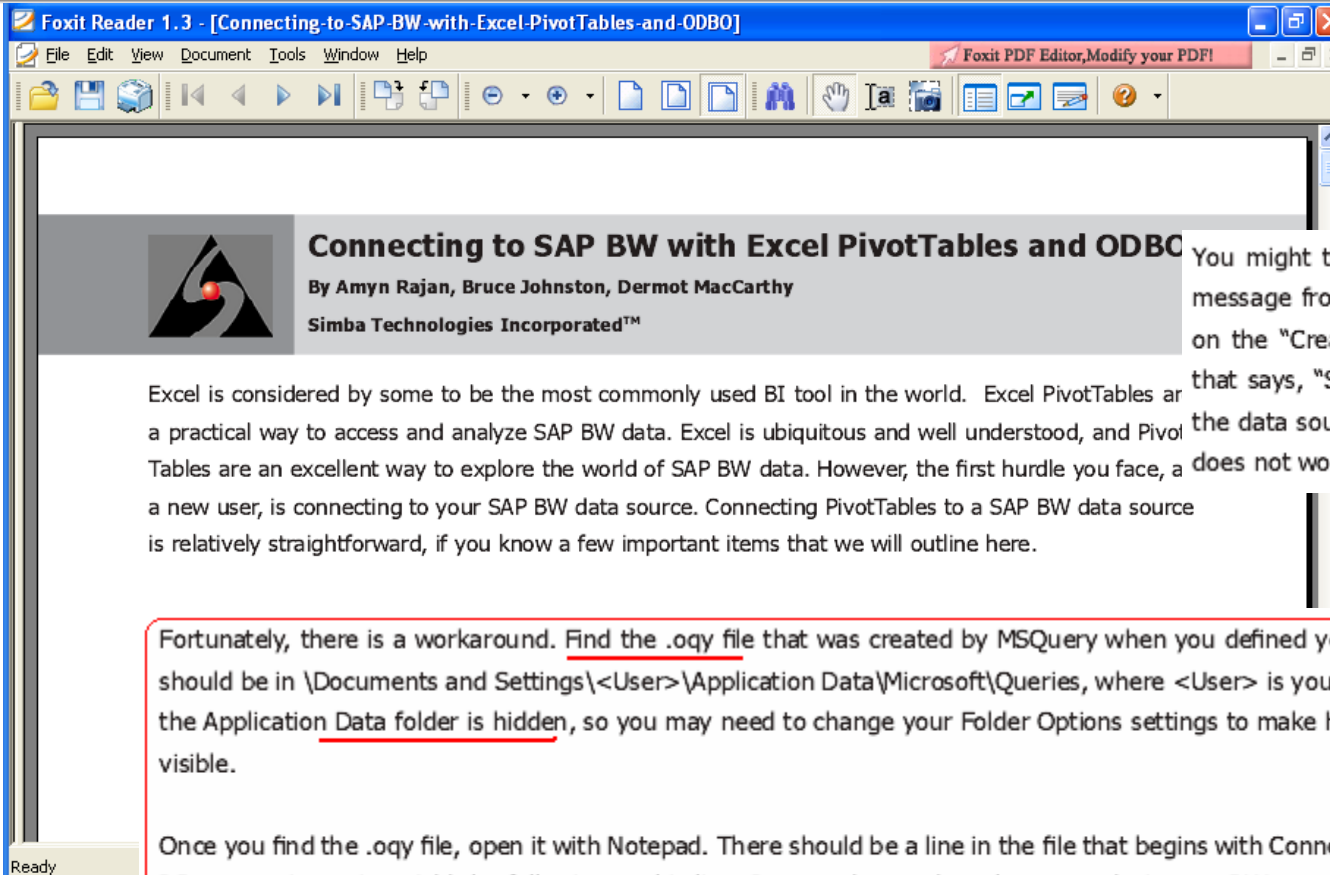 Foxit Reader 1.3 - [Connecting-to-SAP-BW-with-Excel-PivotTables-and-ODBO]
File Edit View Document Tools Window Help
Foxit PDF Editor,Modify your PDF!
Connecting to SAP BW with Excel PivotTables and ODBO
By Amyn Rajan, Bruce Johnston, Dermot MacCarthy
Simba Technologies Incorporated™
Excel is considered by some to be the most commonly used BI tool in the world. Excel PivotTables ar
a practical way to access and analyze SAP BW data. Excel is ubiquitous and well understood, and Pivot
Tables are an excellent way to explore the world of SAP BW data. However, the first hurdle you face, a
a new user, is connecting to your SAP BW data source. Connecting PivotTables to a SAP BW data source
is relatively straightforward, if you know a few important items that we will outline here.
You might t
message fro
on the "Crea
that says, "S
the data sou
does not wo
Fortunately, there is a workaround. Find the .oqy file that was created by MSQuery when you defined yo
should be in \Documents and Settings\<User>\Application Data\Microsoft\Queries, where <User> is you
the Application Data folder is hidden, so you may need to change your Folder Options settings to make h
visible.
Once you find the .oqy file, open it with Notepad. There should be a line in the file that begins with Conne
Ready